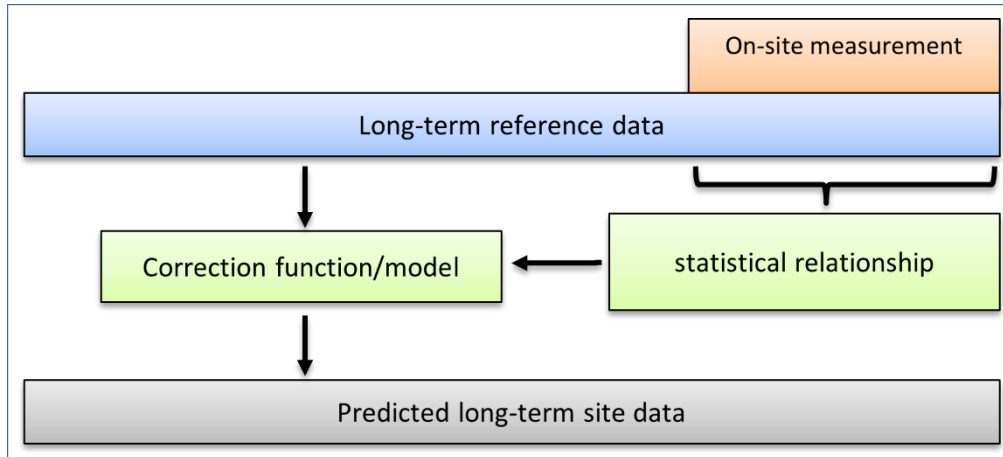 On-site measurement
Long-term reference data
Correction function/model
statistical relationship
Predicted long-term site data